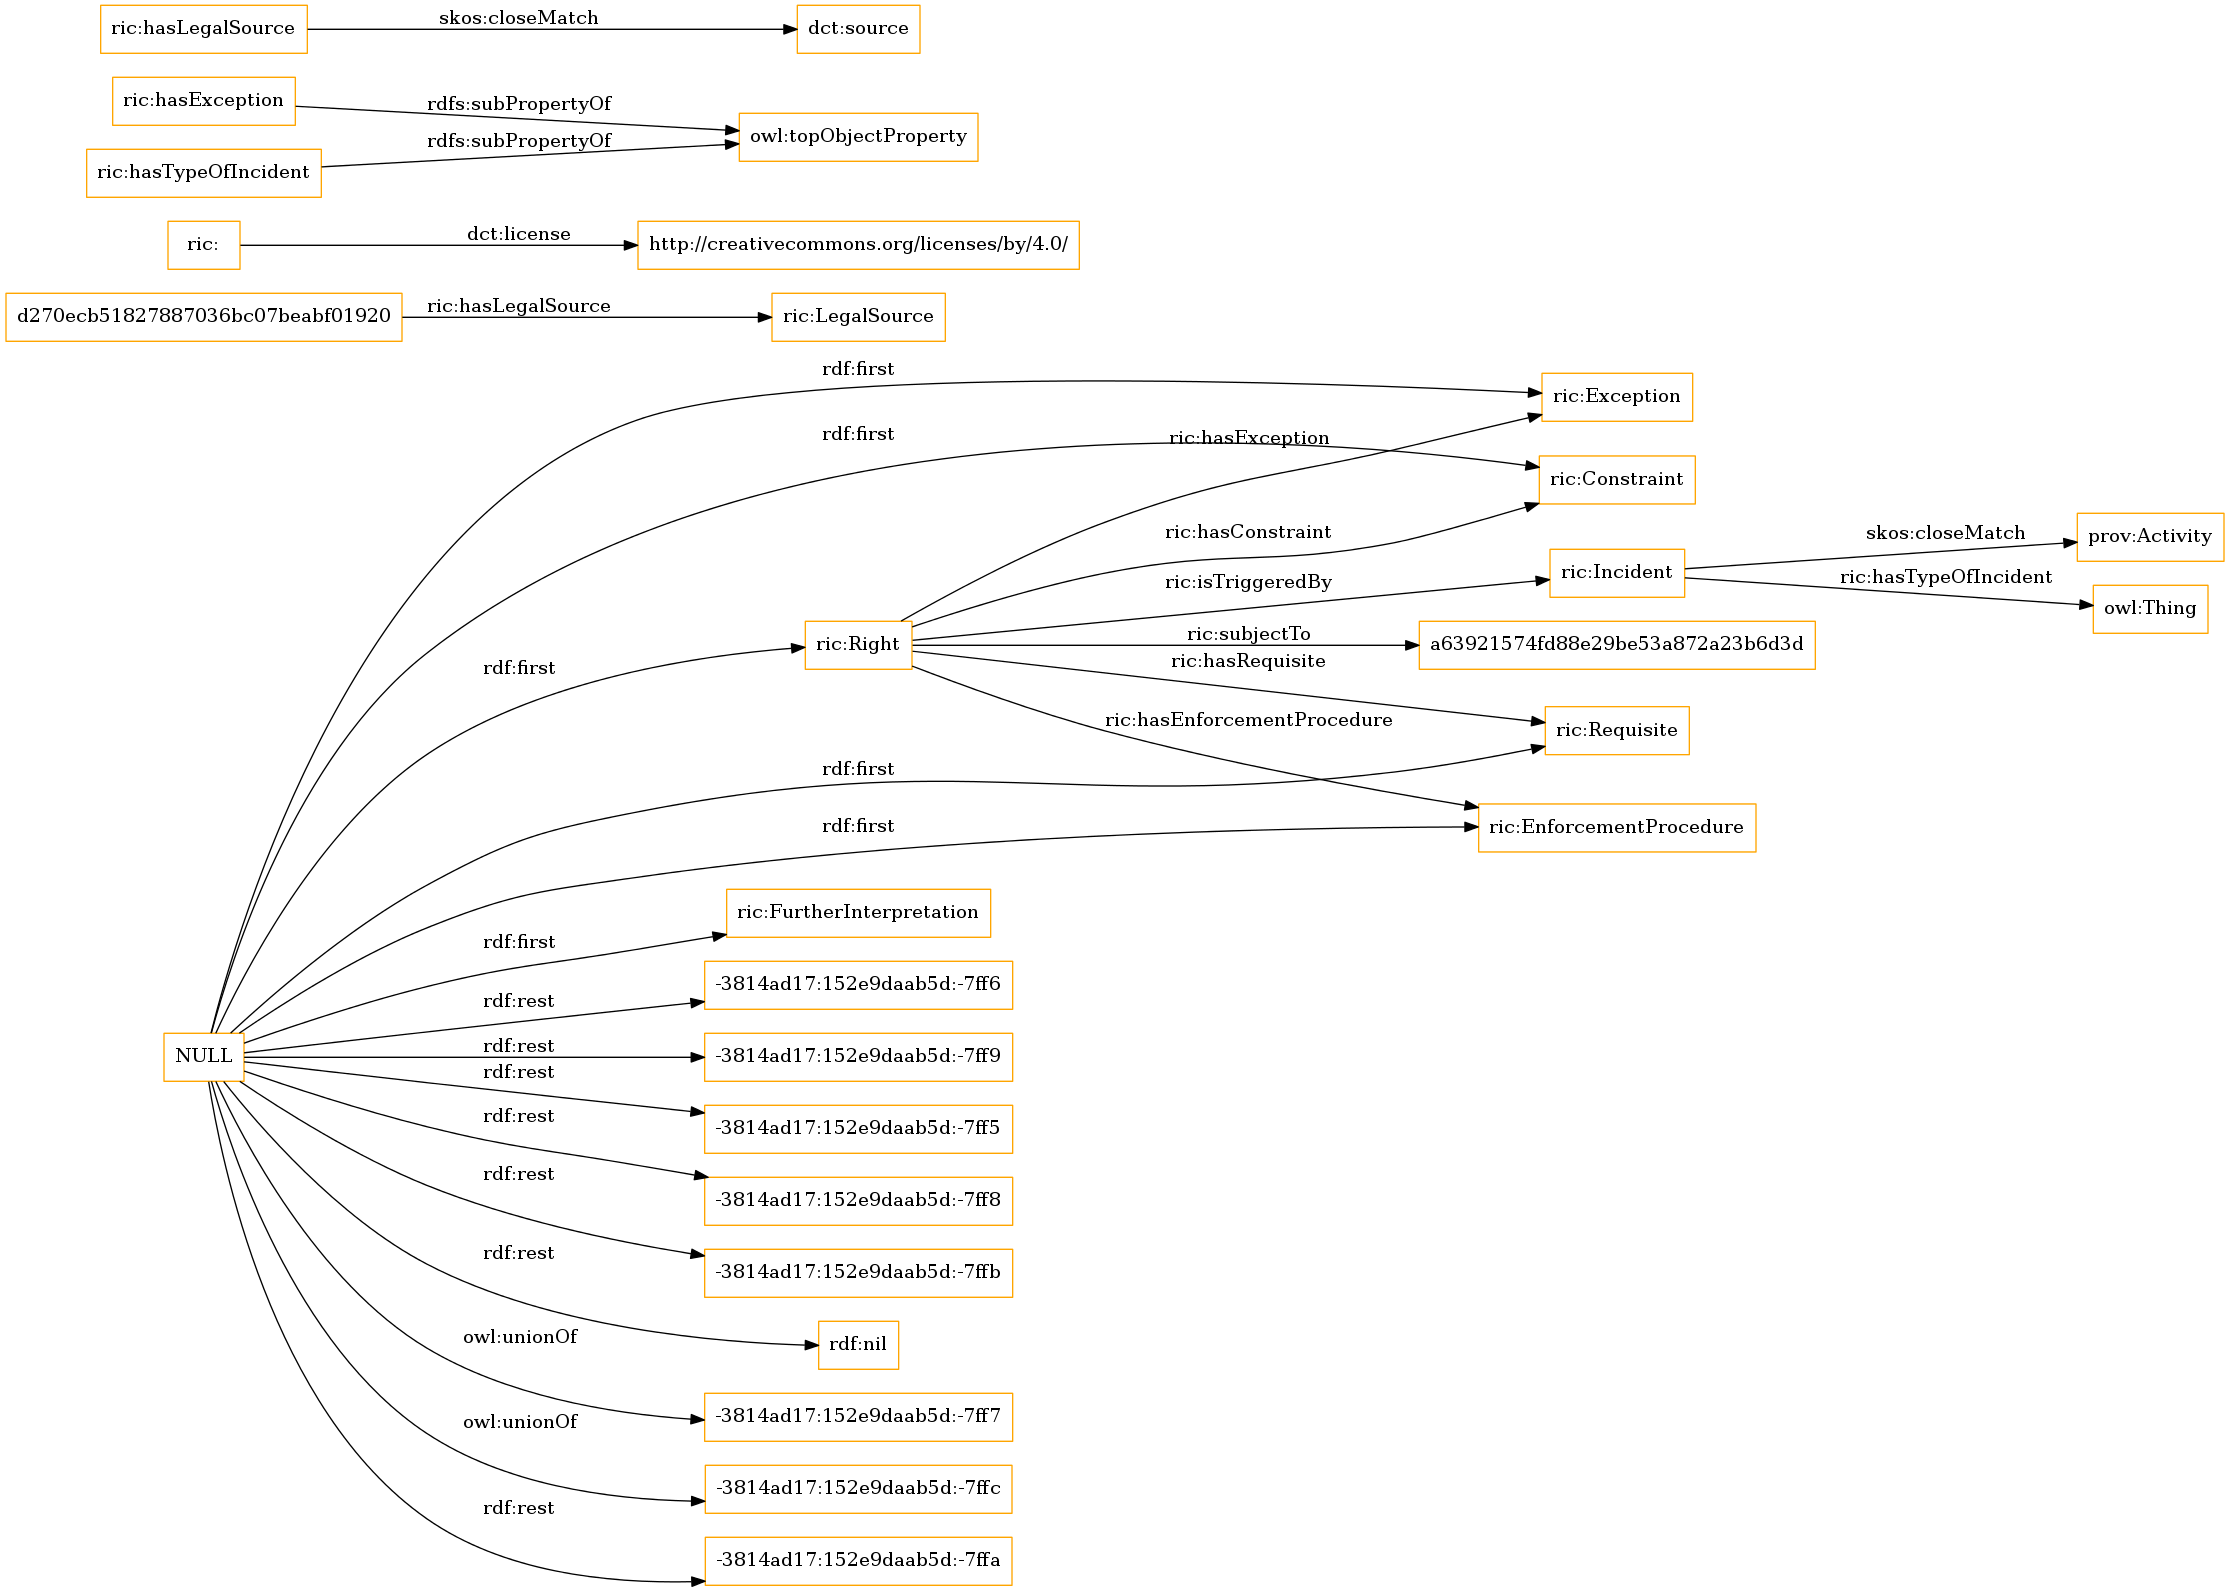 ric:hasLegalSource
skos:closeMatch
dct:source
ric:hasException
rdfs:subPropertyOf
owl:topObjectProperty
rdfs:subPropertyOf
ric:hasTypeOfIncident
ric:
dct:license
http://creativecommons.org/licenses/by/4.0/
d270ecb51827887036bc07beabf01920
ric:hasLegalSource
ric:LegalSource
rdf:first
ric:Exception
rdf:first
ric:hasException
ric:Constraint
ric:hasConstraint
skos:closeMatch
prov:Activity
ric:isTriggeredBy
ric:Incident
ric:hasTypeOfIncident
owl:Thing
rdf:first
ric:Right
ric:subjectTo
a63921574fd88e29be53a872a23b6d3d
ric:hasRequisite
ric:hasEnforcementProcedure
ric:Requisite
rdf:first
rdf:first
ric:EnforcementProcedure
rdf:first
ric:FurtherInterpretation
rdf:rest
-3814ad17:152e9daab5d:-7ff6
NULL
rdf:rest
-3814ad17:152e9daab5d:-7ff9
rdf:rest
-3814ad17:152e9daab5d:-7ff5
rdf:rest
-3814ad17:152e9daab5d:-7ff8
rdf:rest
-3814ad17:152e9daab5d:-7ffb
rdf:rest
rdf:nil
owl:unionOf
-3814ad17:152e9daab5d:-7ff7
owl:unionOf
-3814ad17:152e9daab5d:-7ffc
rdf:rest
-3814ad17:152e9daab5d:-7ffa